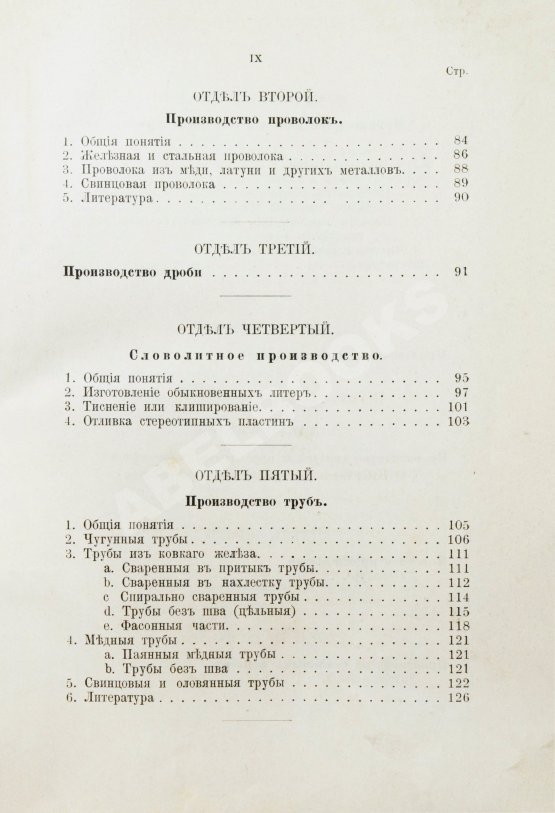 IX
Стр.
ОТДѢЛЪ ВТОРОЙ.
Производство проволокъ.
1. Общія понятія . . . . . . . . . . . . . . . . . . . . 84
2. Желѣзная и стальная проволока . . . . . . . . . . . . 86
3. Проволока изъ мѣди, латуни и другихъ металловъ. . . . 88
4. Свинцовая проволока . . . . . . . . . . . . . . . . . 89
5. Литература . . . . . . . . . . . . . . . . . . . . . 90
ОТДѢЛЪ ТРЕТІЙ.
Производство дроби . . . . . . . . . . . . . . . . . . . 91
ОТДѢЛЪ ЧЕТВЕРТЫЙ.
Словолитное производство.
1. Общія понятія . . . . . . . . . . . . . . . . . . . . 95
2. Изготовленіе обыкновенныхъ литеръ . . . . . . . . . . 97
3. Тисненіе или клишированіе. . . . . . . . . . . . . . 101
4. Отливка стереотипныхъ пластинъ . . . . . . . . . . . 103
ОТДѢЛЪ ПЯТЫЙ.
Производство трубъ.
1. Общія понятія . . . . . . . . . . . . . . . . . . . . 105
2. Чугунныя трубы . . . . . . . . . . . . . . . . . . . 106
3. Трубы изъ ковкаго желѣза. . . . . . . . . . . . . . . 111
a. Сваренныя въ притыкъ трубы. . . . . . . . . . . . 111
b. Сваренныя въ нахлестку трубы. . . . . . . . . . . 112
c Спирально сваренныя трубы . . . . . . . . . . . . 114
d. Трубы безъ шва (цѣльныя) . . . . . . . . . . . . 115
e. Фасонныя части. . . . . . . . . . . . . . . . . . 118
4. Мѣдныя трубы . . . . . . . . . . . . . . . . . . . . 121
a. Паянныя мѣдныя трубы . . . . . . . . . . . . . . 121
b. Трубы безъ шва . . . . . . . . . . . . . . . . . 121
5. Свинцовыя и оловянныя трубы . . . . . . . . . . . . . 122
6. Литература . . . . . . . . . . . . . . . . . . . . . 126